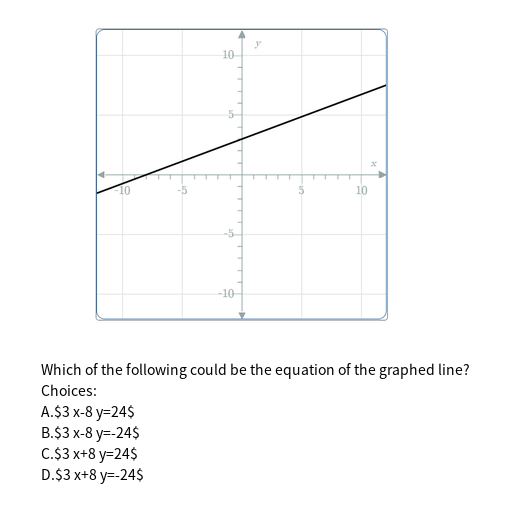 y
10
5
x
-10
-5
5
10
-5
-10
Which of the following could be the equation of the graphed line?
Choices:
A.$3 x-8 y=24$
B.$3 x-8 y=-24$
C.$3 x+8 y=24$
D.$3 x+8 y=-24$